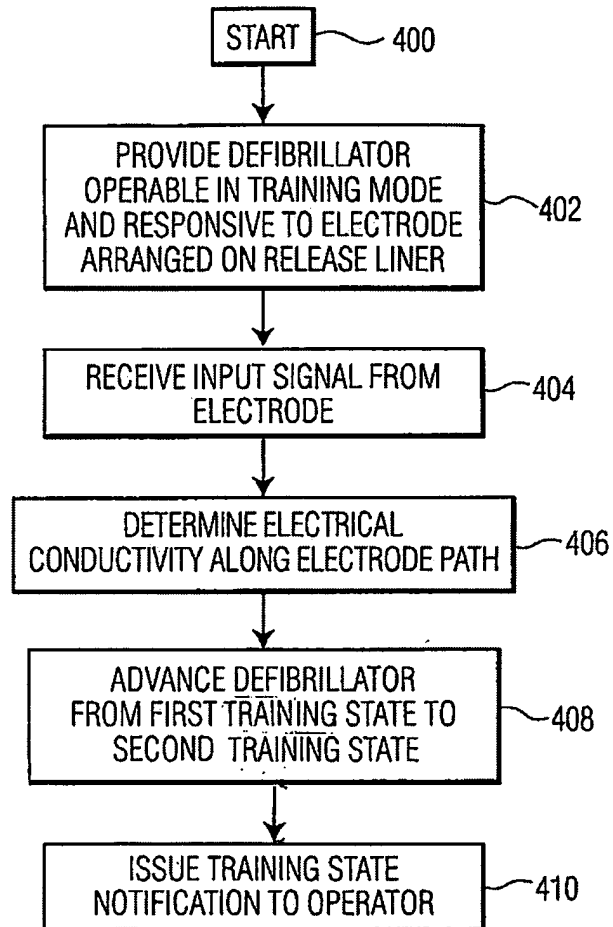 START
400
PROVIDE DEFIBRILLATOR
OPERABLE IN TRAINING MODE
AND RESPONSIVE TO ELECTRODE
ARRANGED ON RELEASE LINER
402
RECEIVE INPUT SIGNAL FROM
ELECTRODE
404
DETERMINE ELECTRICAL
CONDUCTIVITY ALONG ELECTRODE PATH
406
ADVANCE DEFIBRILLATOR
FROM FIRST TRAINING STATE TO
SECOND TRAINING STATE
408
ISSUE TRAINING STATE
NOTIFICATION TO OPERATOR
410